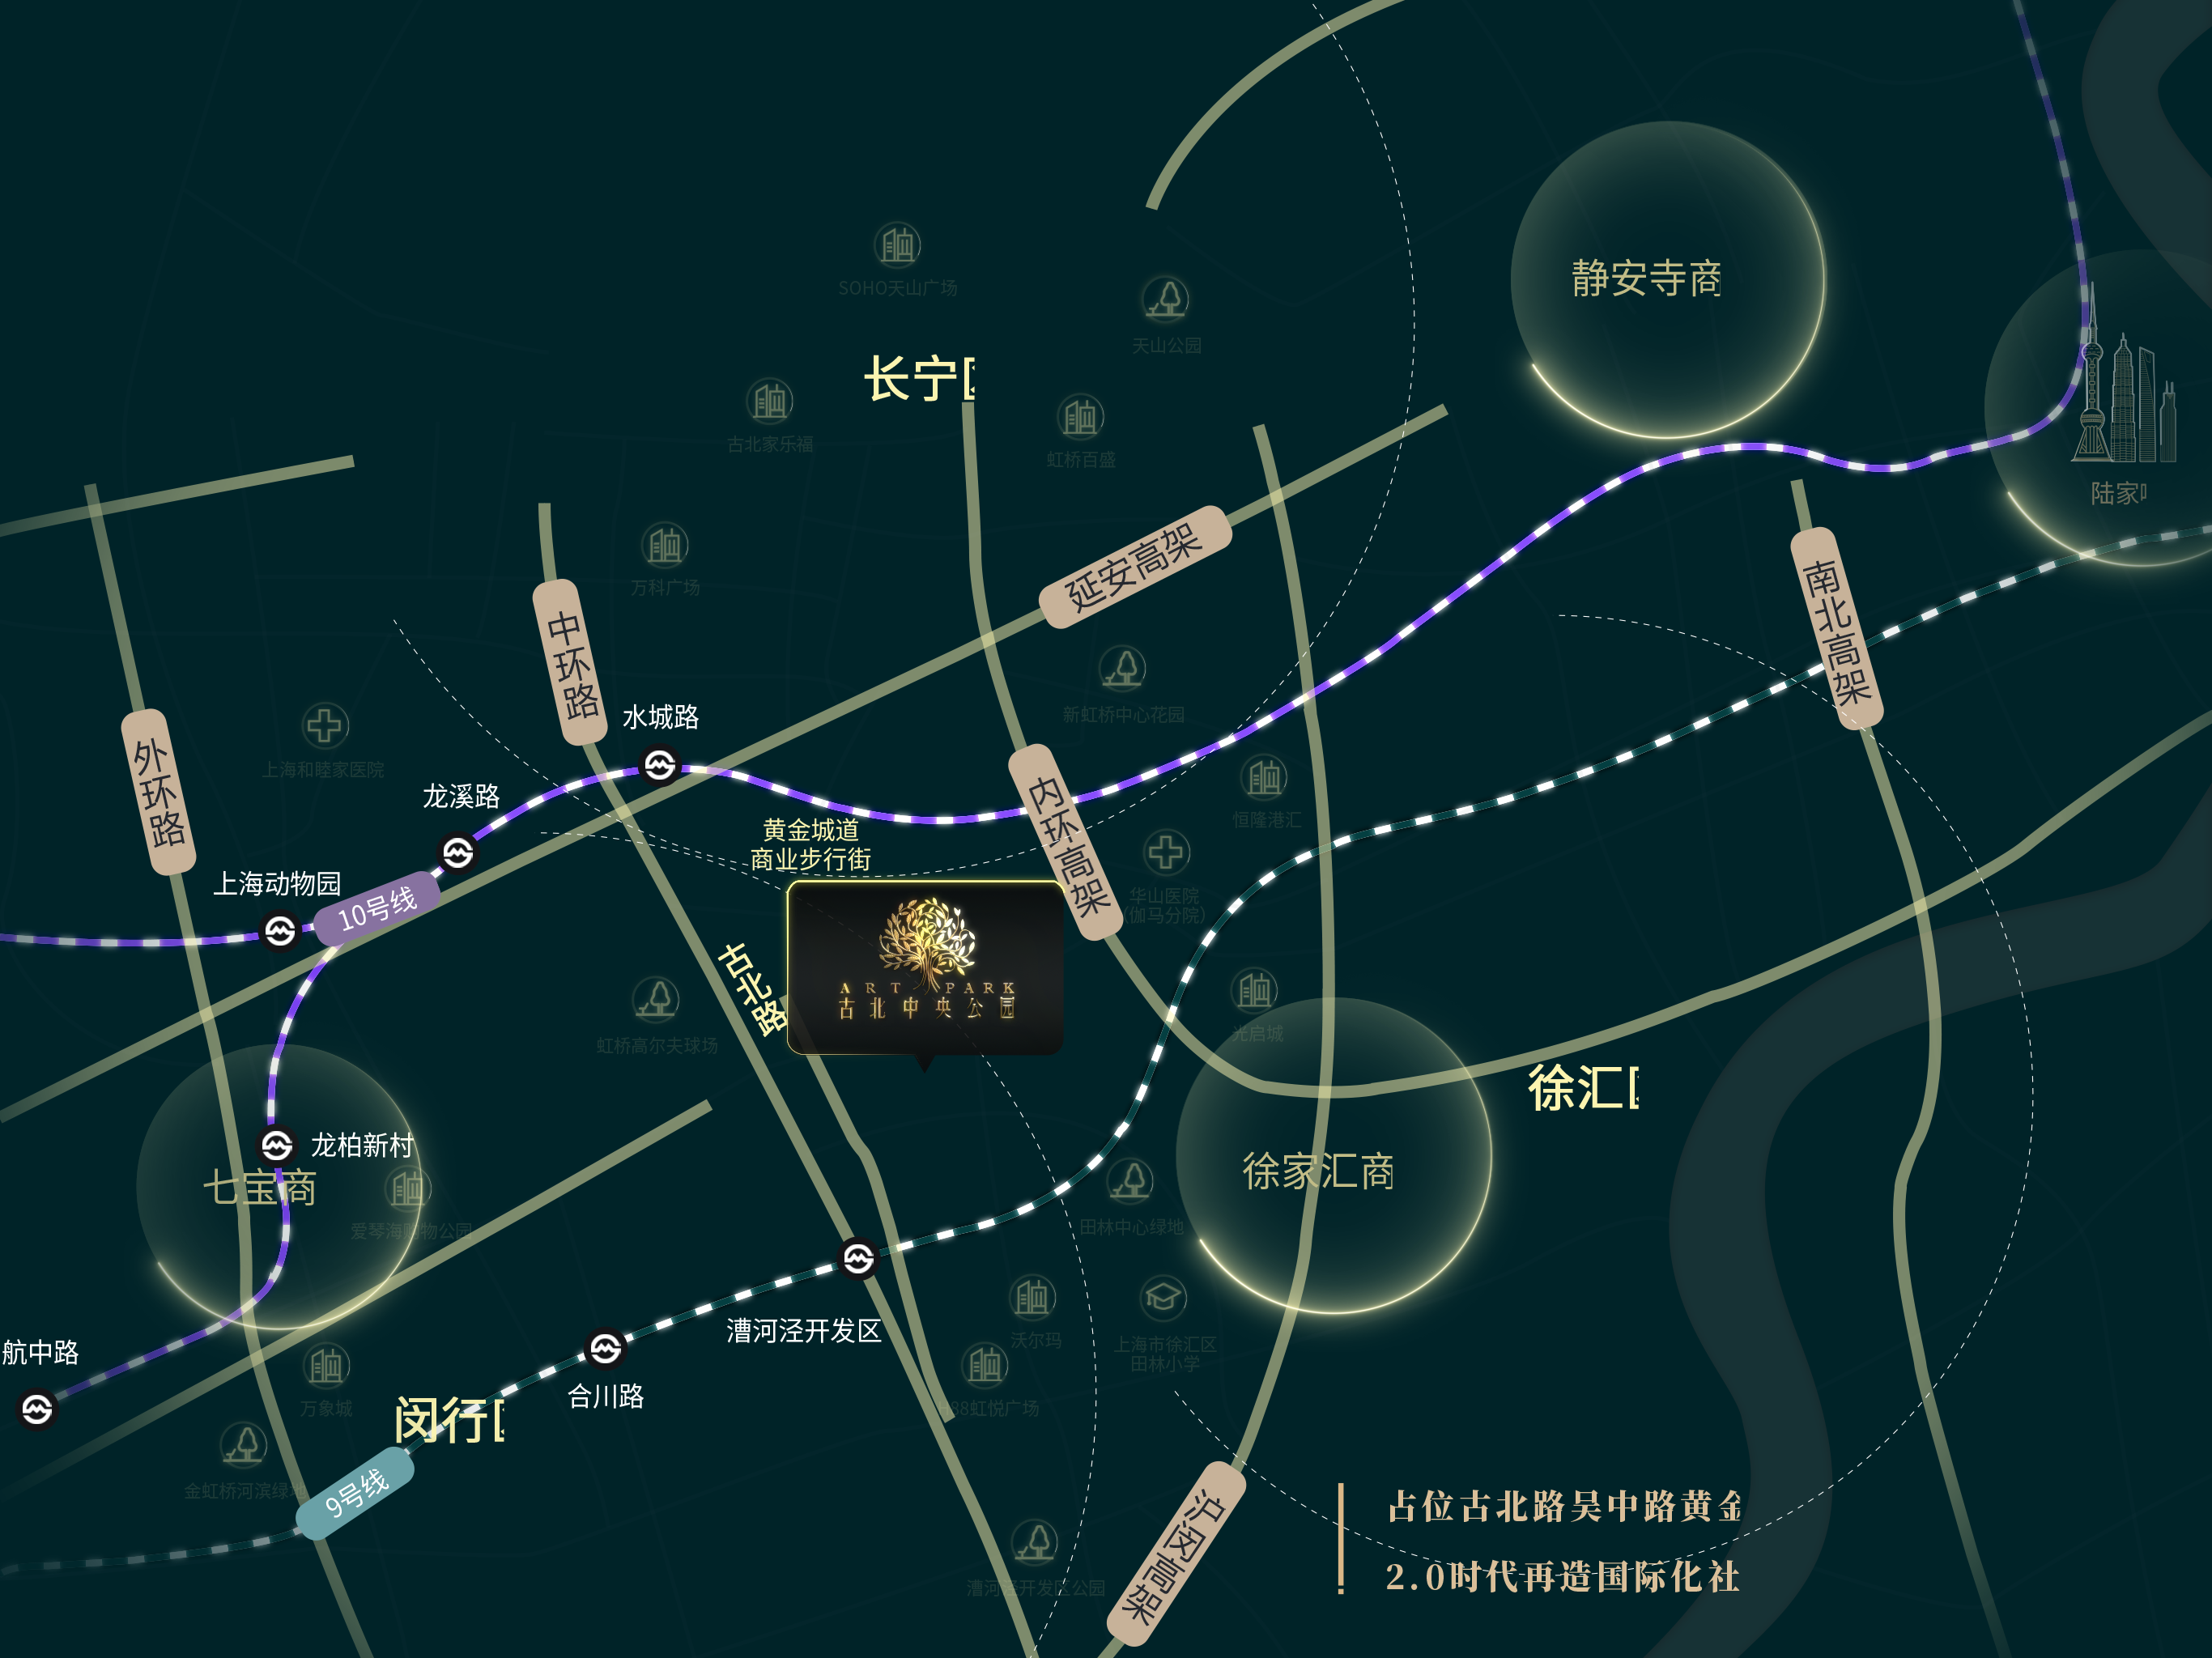 静安寺商
SOHO天山广场
天山公园
长宁
古北家乐福
虹桥百盛
陆家
延安高架
南北高架
万科广场
中环路
新虹桥中心花园
水城路
外环路
上海和睦家医院
龙溪路
内环高架
恒隆港汇
黄金城道
商业步行街
上海动物园
10号线
华山医院
(伽马分院)
古北路
ART PARK
古北中央公园
虹桥高尔夫球场
光启城
徐汇
龙柏新村
七宝商
徐家汇商
爱琴海购物公园
田林中心绿地
漕河泾开发区
沃尔玛
上海市徐汇区
田林小学
航中路
合川路
万象城
闵行
H88虹悦广场
金虹桥河滨绿地
9号线
沪闵高架
占位古北路吴中路黄金
漕河泾开发区公园
2.0时代再造国际化社